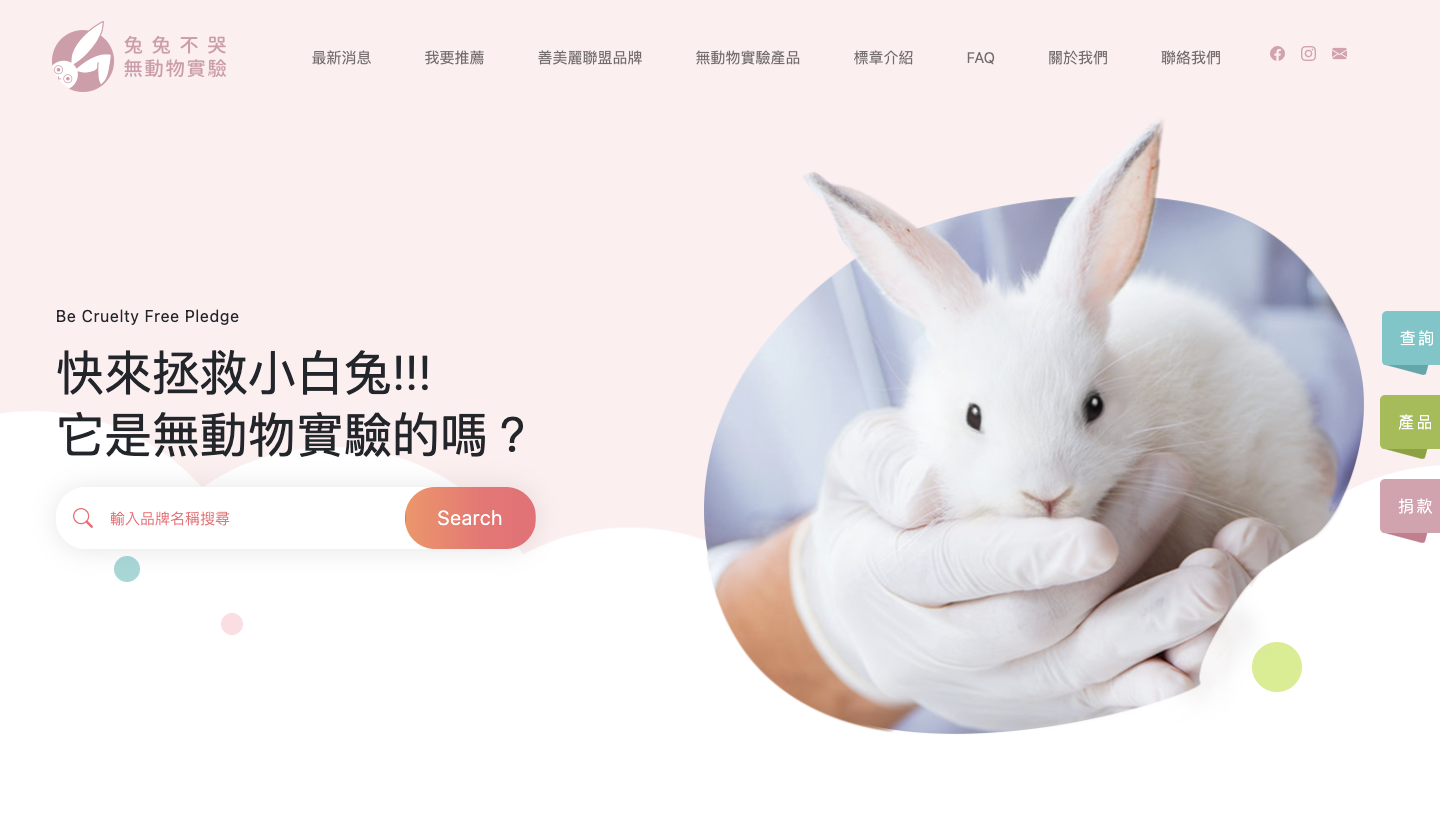 兔兔不哭
無動物實驗
最新消息
我要推薦
善美麗聯盟品牌
無動物實驗產品
標章介紹
FAQ
關於我們
聯絡我們
Be Cruelty Free Pledge
快來拯救小白兔!!!
它是無動物實驗的嗎？
輸入品牌名稱搜尋
Search
查詢
產品
捐款